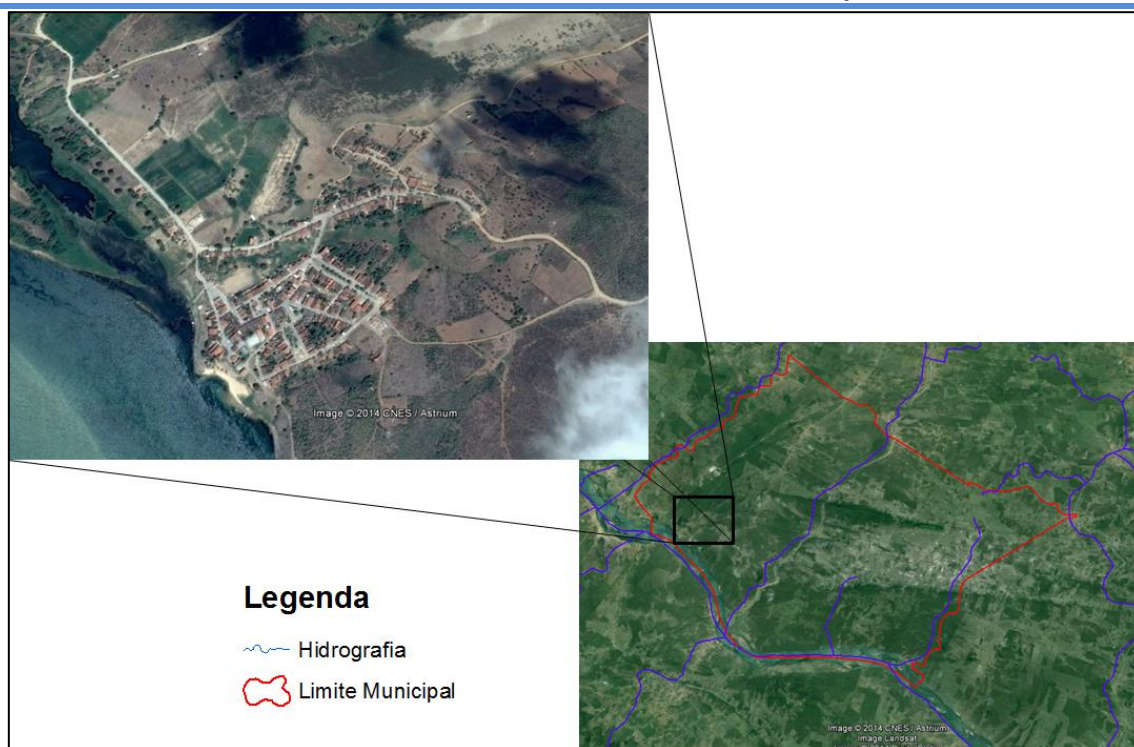 Image © 2014 CNES / Astrium
Legenda
Hidrografia
Limite Municipal
Image © 2014 CNES / Astrium
Image Landsat